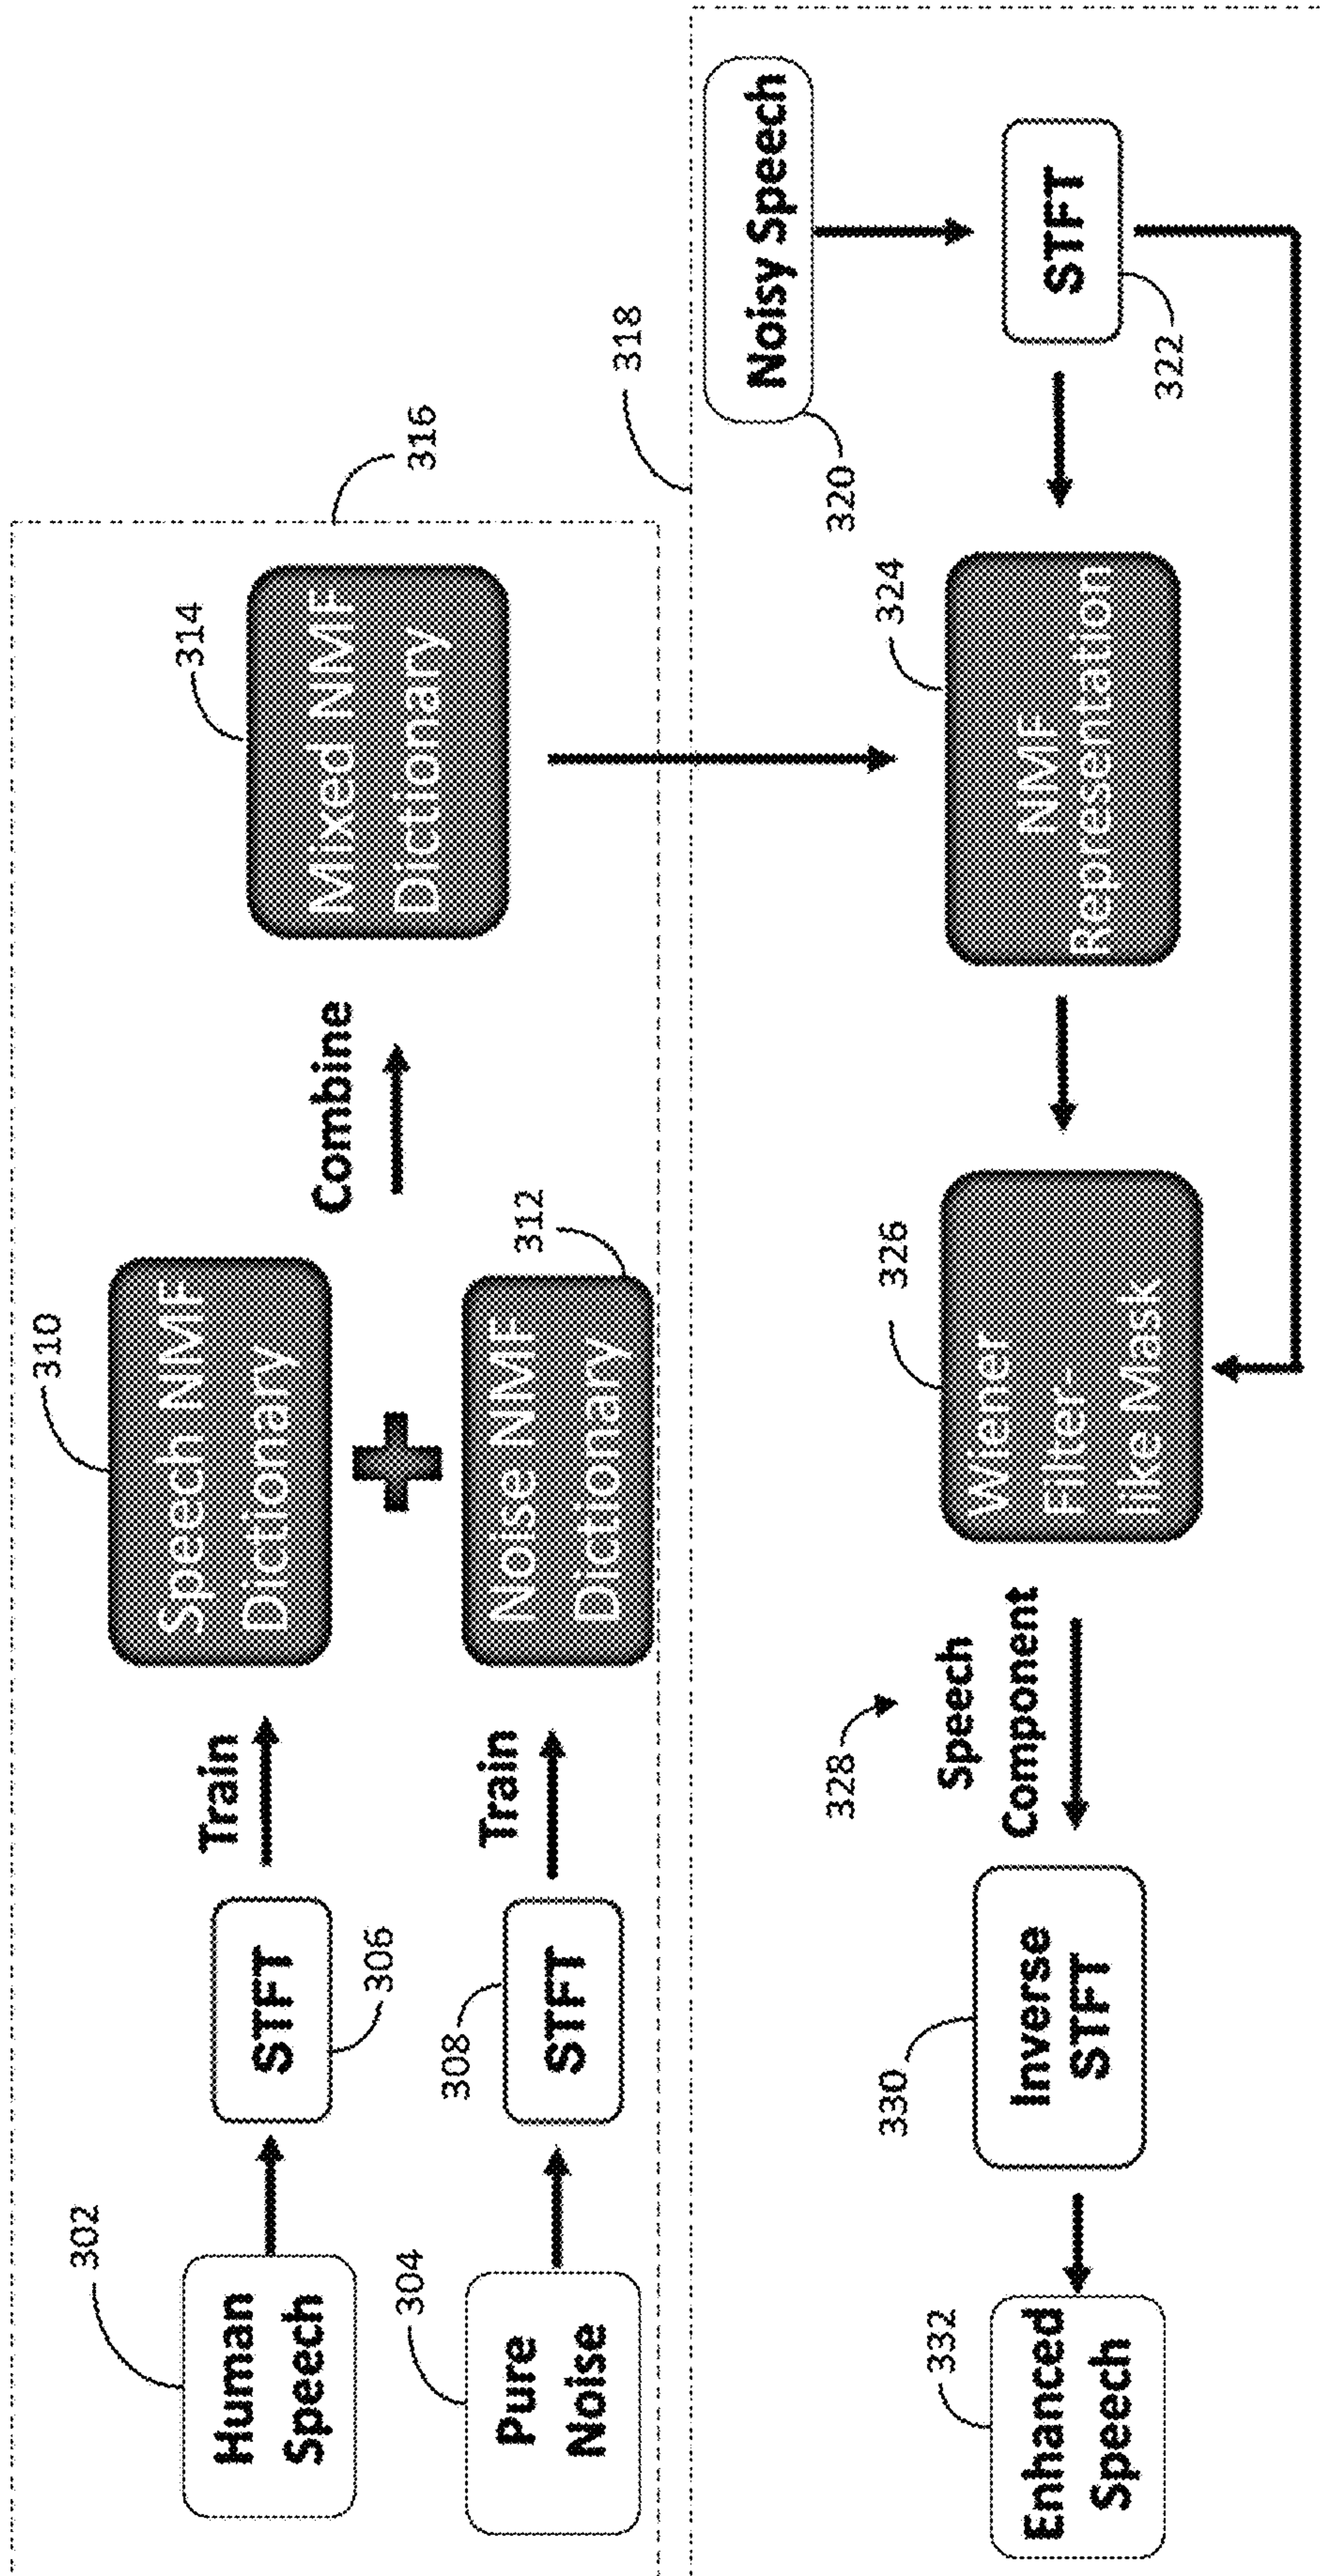 302
Human
Speech
304
Pure
Noise
STFT
306
308
STFT
Train
Train
310
Speech NMF
Dictionary
312
Noise NMF
Dictionary
Combine
314
Mixed NMF
Dictionary
316
318
Noisy Speech
320
STFT
322
324
NMF
Representation
326
Wiener
Filter-
like Mask
328
Speech
Component
330
Inverse
STFT
332
Enhanced
Speech